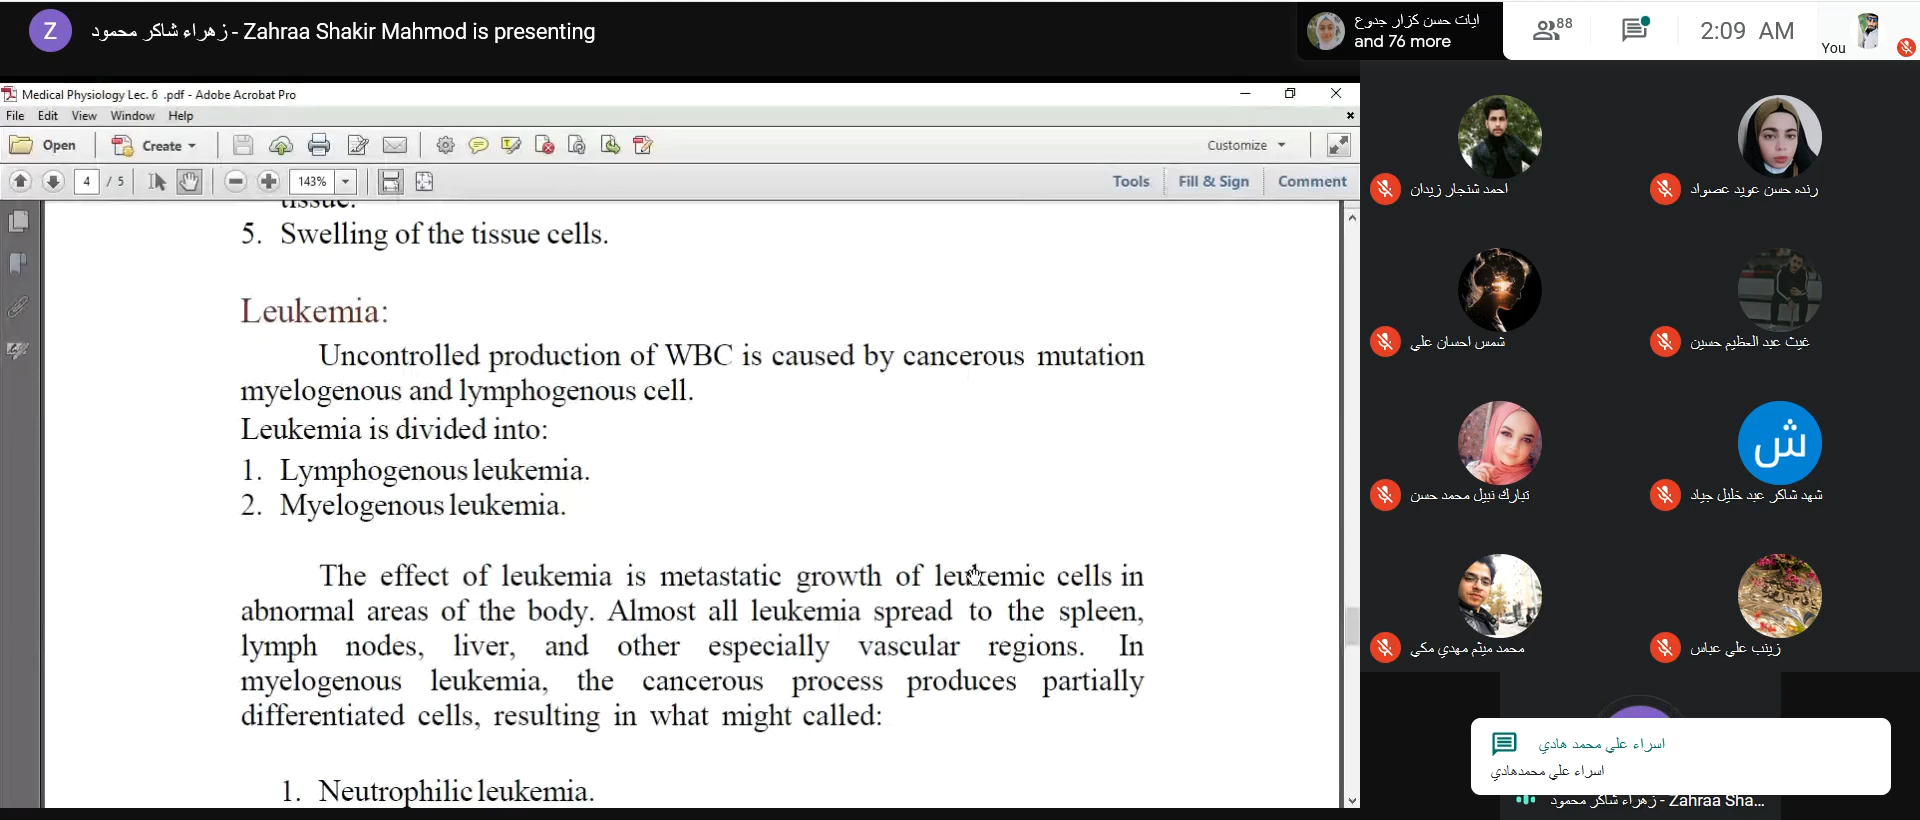 Z
زهراء شاكر محمود - Zahraa Shakir Mahmod is presenting
ايات حسن كزار جدوع
and 76 more
88
2:09 AM
You
Medical Physiology Lec. 6 .pdf - Adobe Acrobat Pro
File Edit View Window Help
Open Create Customize
4 / 5 143% Tools Fill & Sign Comment
tissue.
5. Swelling of the tissue cells.
Leukemia:
Uncontrolled production of WBC is caused by cancerous mutation
myelogenous and lymphogenous cell.
Leukemia is divided into:
1. Lymphogenous leukemia.
2. Myelogenous leukemia.
The effect of leukemia is metastatic growth of leukemic cells in
abnormal areas of the body. Almost all leukemia spread to the spleen,
lymph nodes, liver, and other especially vascular regions. In
myelogenous leukemia, the cancerous process produces partially
differentiated cells, resulting in what might called:
1. Neutrophilic leukemia.
احمد شنجار زيدان
رنده حسن عويد عصواد
شمس احسان علي
غيث عبد العظيم حسين
ش
تبارك نبيل محمد حسن
شهد شاكر عبد خليل جياد
محمد ميثم مهدي مكي
زينب علي عباس
اسراء علي محمد هادي
اسراء علي محمدهادي
زهراء شاكر محمود - Zahraa Sha...